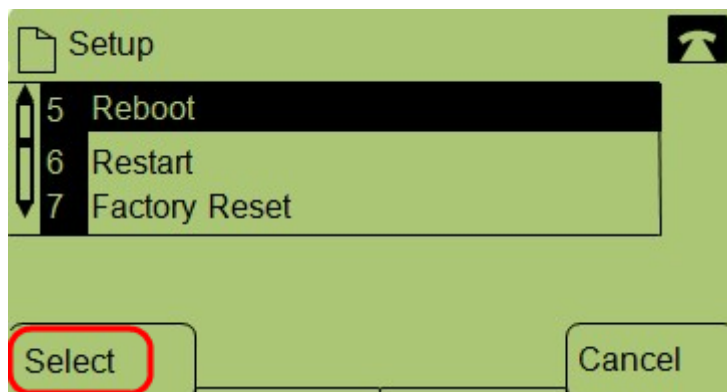 Setup
5 Reboot
6 Restart
7 Factory Reset
Select Cancel